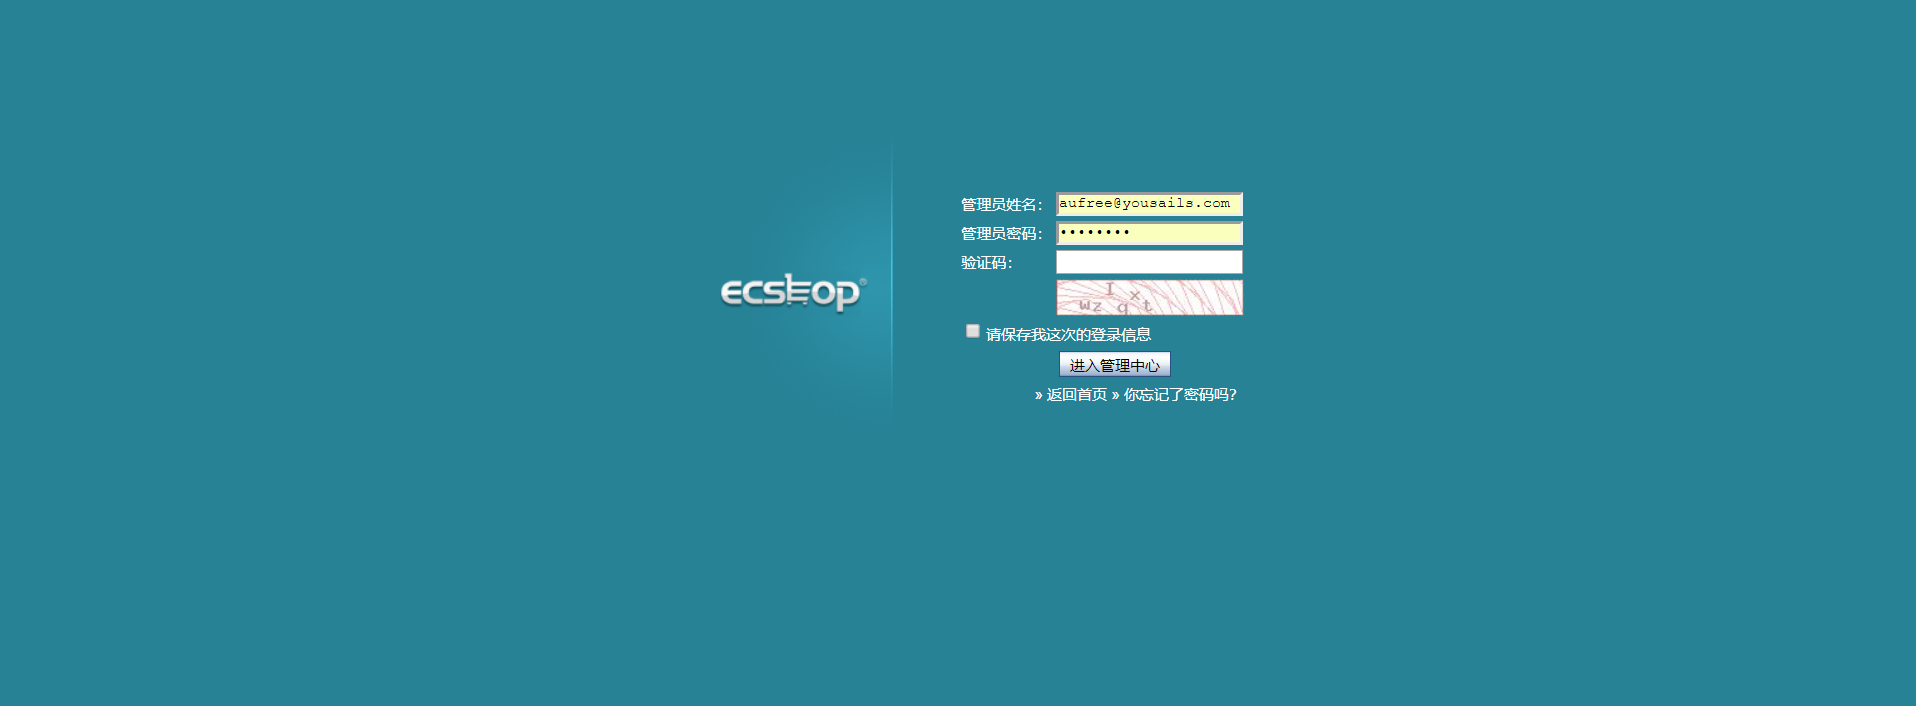 ecshop®
管理员姓名：
aufree@yousails.com
管理员密码：
••••••••
验证码：
请保存我这次的登录信息
进入管理中心
» 返回首页 » 你忘记了密码吗？